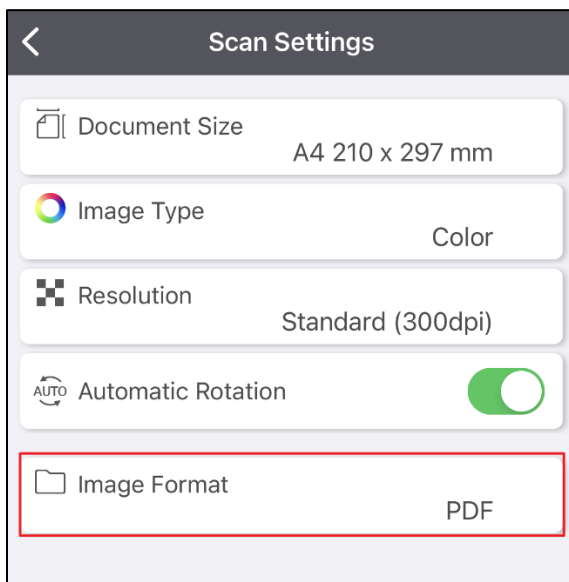 Scan Settings
Document Size
A4 210 x 297 mm
Image Type
Color
Resolution
Standard (300dpi)
AUTO Automatic Rotation
Image Format
PDF